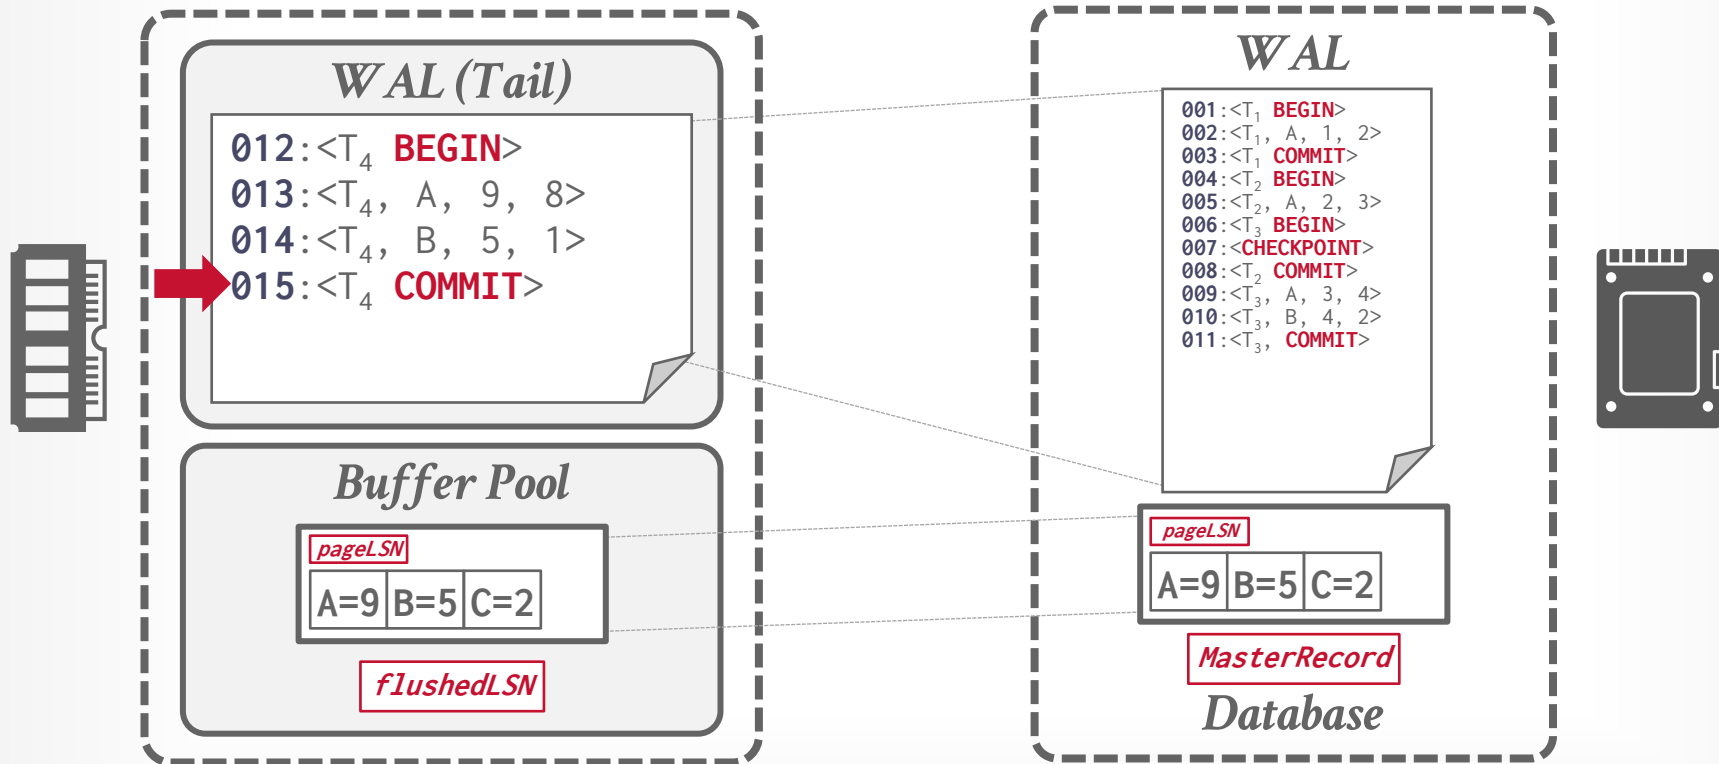 WAL (Tail)
012:<T4 BEGIN>
013:<T4, A, 9, 8>
014:<T4, B, 5, 1>
015:<T4 COMMIT>
Buffer Pool
pageLSN
A=9 B=5 C=2
flushedLSN
WAL
001:<T1 BEGIN>
002:<T1, A, 1, 2>
003:<T1 COMMIT>
004:<T2 BEGIN>
005:<T2, A, 2, 3>
006:<T3 BEGIN>
007:<CHECKPOINT>
008:<T2 COMMIT>
009:<T3, A, 3, 4>
010:<T3, B, 4, 2>
011:<T3, COMMIT>
pageLSN
A=9 B=5 C=2
MasterRecord
Database